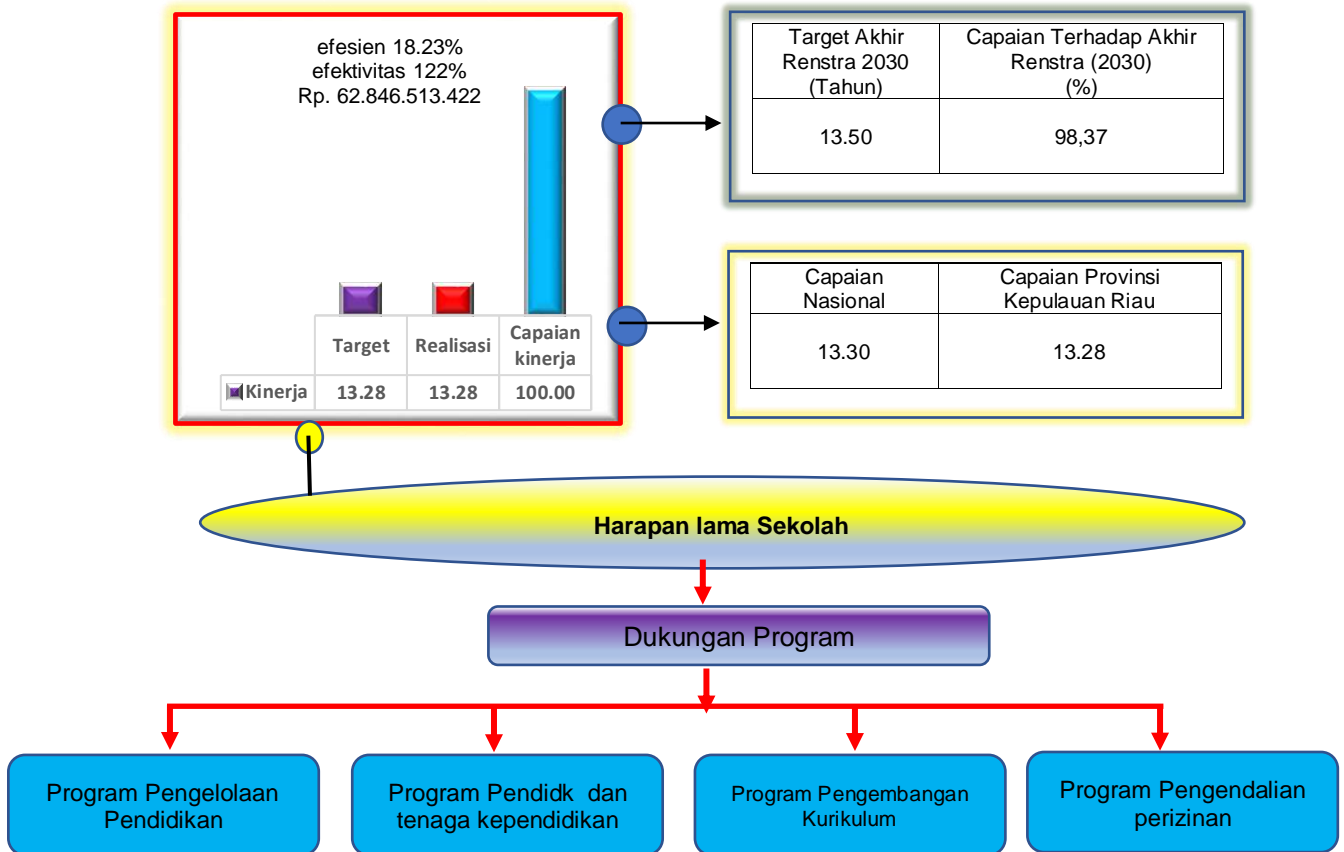 efesien 18.23%
efektivitas 122%
Rp. 62.846.513.422
Target Realisasi Capaian
kinerja
Kinerja 13.28 13.28 100.00
Target Akhir
Renstra 2030
(Tahun)
Capaian Terhadap Akhir
Renstra (2030)
(%)
13.50 98,37
Capaian
Nasional
Capaian Provinsi
Kepulauan Riau
13.30 13.28
Harapan lama Sekolah
Dukungan Program
Program Pengelolaan
Pendidikan
Program Pendidk dan
tenaga kependidikan
Program Pengembangan
Kurikulum
Program Pengendalian
perizinan